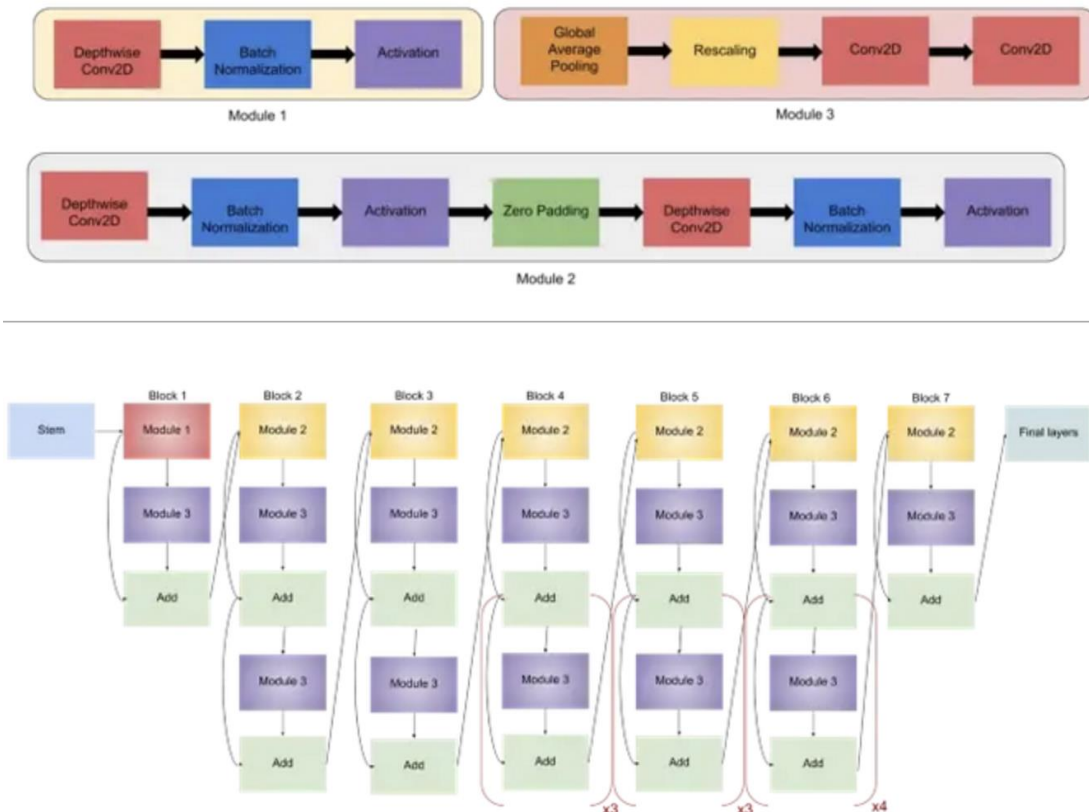 Depthwise
Conv2D
Batch
Normalization
Activation
Module 1
Global
Average
Pooling
Rescaling
Conv2D
Conv2D
Module 3
Depthwise
Conv2D
Batch
Normalization
Activation
Zero Padding
Depthwise
Conv2D
Batch
Normalization
Activation
Module 2
Block 1
Block 2
Block 3
Block 4
Block 5
Block 6
Block 7
Stem
Module 1
Module 2
Module 2
Module 2
Module 2
Module 2
Module 2
Final layers
Module 3
Module 3
Module 3
Module 3
Module 3
Module 3
Module 3
Add
Add
Add
Add
Add
Add
Add
Module 3
Module 3
Module 3
Module 3
Module 3
Add
Add
Add
Add
Add
x3
x3
x4